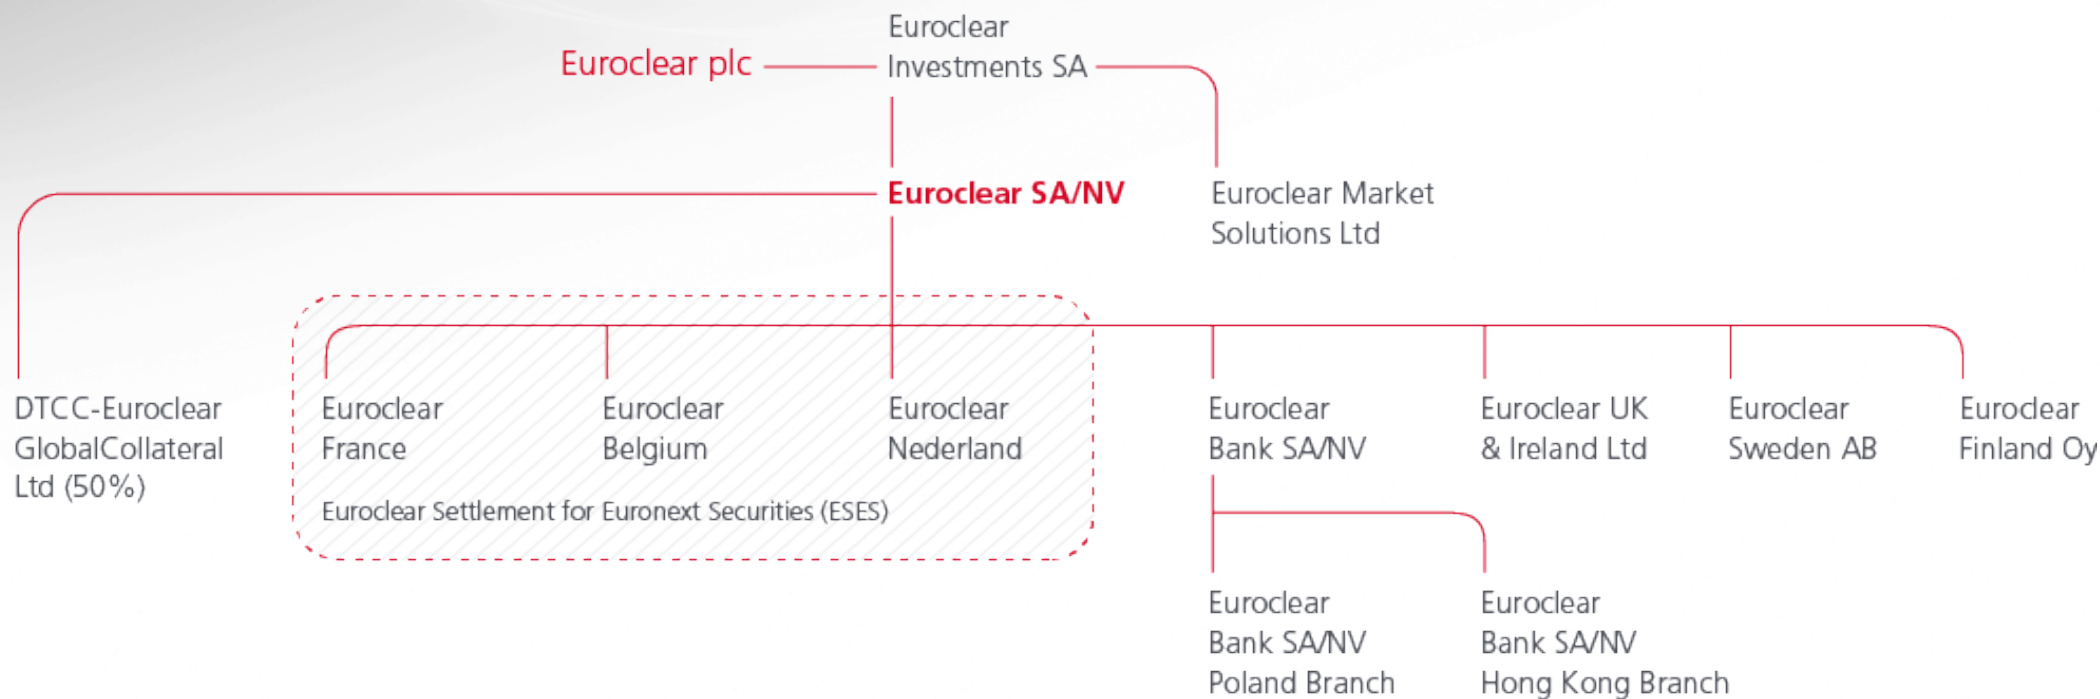 Euroclear plc
Euroclear
Investments SA
Euroclear SA/NV
Euroclear Market
Solutions Ltd
DTCC-Euroclear
GlobalCollateral
Ltd (50%)
Euroclear
France
Euroclear
Belgium
Euroclear
Nederland
Euroclear Settlement for Euronext Securities (ESES)
Euroclear
Bank SA/NV
Euroclear UK
& Ireland Ltd
Euroclear
Sweden AB
Euroclear
Finland Oy
Euroclear
Bank SA/NV
Poland Branch
Euroclear
Bank SA/NV
Hong Kong Branch